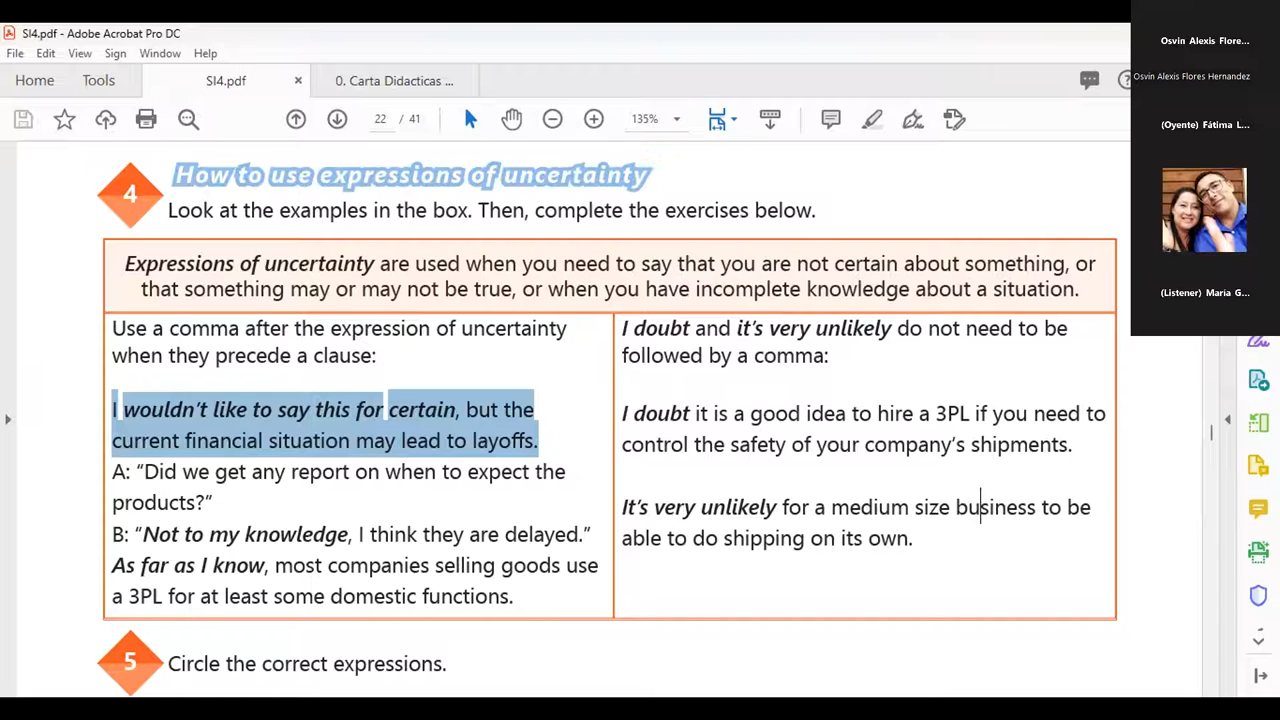 SI4.pdf - Adobe Acrobat Pro DC
File Edit View Sign Window Help
Home Tools SI4.pdf × 0. Carta Didacticas ...
22 / 41 135%
4 How to use expressions of uncertainty
Look at the examples in the box. Then, complete the exercises below.
Expressions of uncertainty are used when you need to say that you are not certain about something, or
that something may or may not be true, or when you have incomplete knowledge about a situation.
Use a comma after the expression of uncertainty
when they precede a clause:
I wouldn't like to say this for certain, but the
current financial situation may lead to layoffs.
A: “Did we get any report on when to expect the
products?”
B: “Not to my knowledge, I think they are delayed.”
As far as I know, most companies selling goods use
a 3PL for at least some domestic functions.
I doubt and it's very unlikely do not need to be
followed by a comma:
I doubt it is a good idea to hire a 3PL if you need to
control the safety of your company's shipments.
It's very unlikely for a medium size business to be
able to do shipping on its own.
5 Circle the correct expressions.
Osvin Alexis Flore...
Osvin Alexis Flores Hernandez
(Oyente) Fátima L...
(Listener) Maria G...